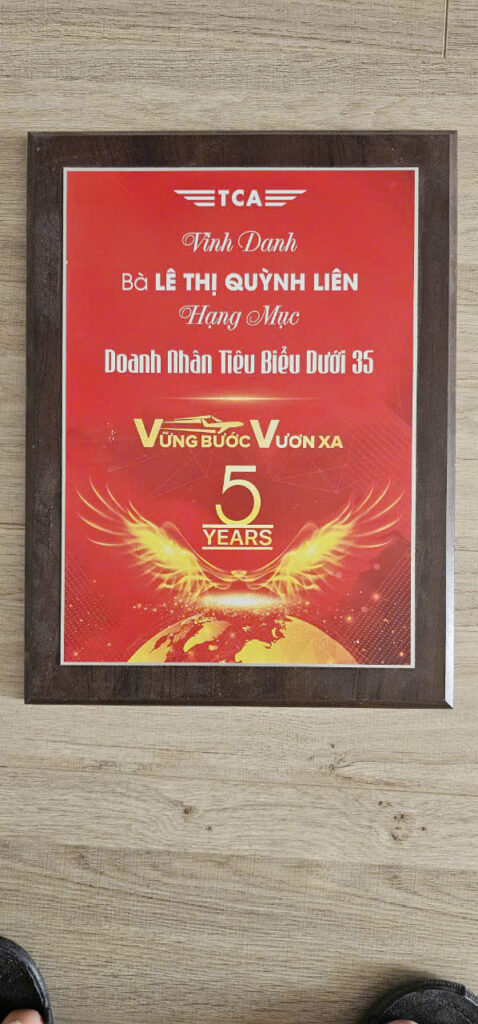 TCA
Vinh Danh
Bà LÊ THỊ QUỲNH LIÊN
Hạng Mục
Doanh Nhân Tiêu Biểu Dưới 35
VỮNG BƯỚC VƯƠN XA
5
YEARS